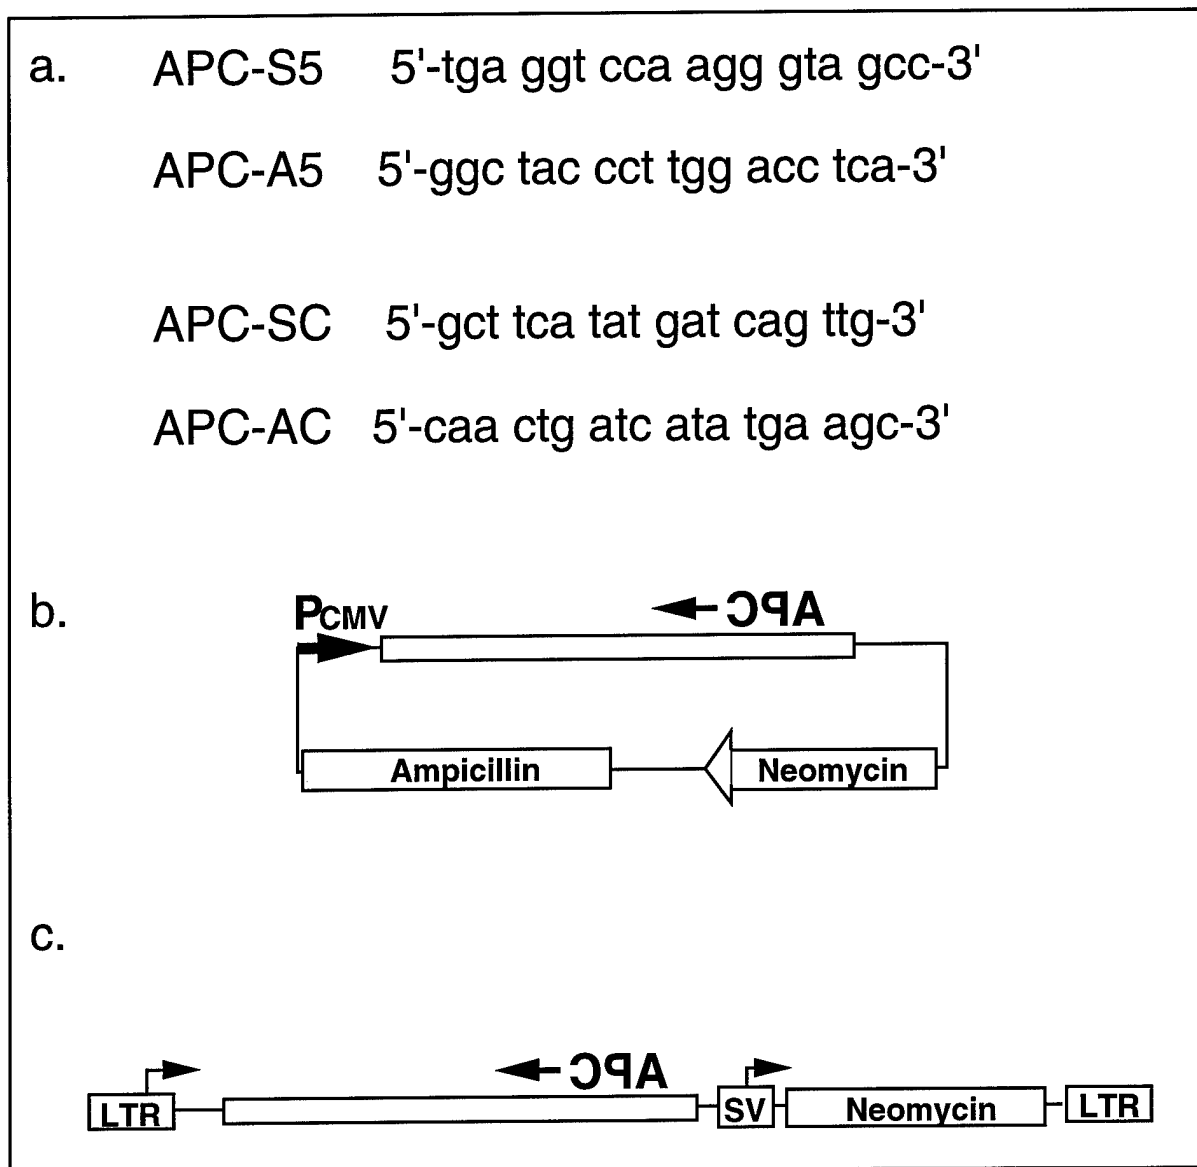 a. APC-S5 5'-tga ggt cca agg gta gcc-3'
APC-A5 5'-ggc tac cct tgg acc tca-3'
APC-SC 5'-gct tca tat gat cag ttg-3'
APC-AC 5'-caa ctg atc ata tga agc-3'
b. PCMV APC
Ampicillin Neomycin
c.
APC
LTR SV Neomycin LTR